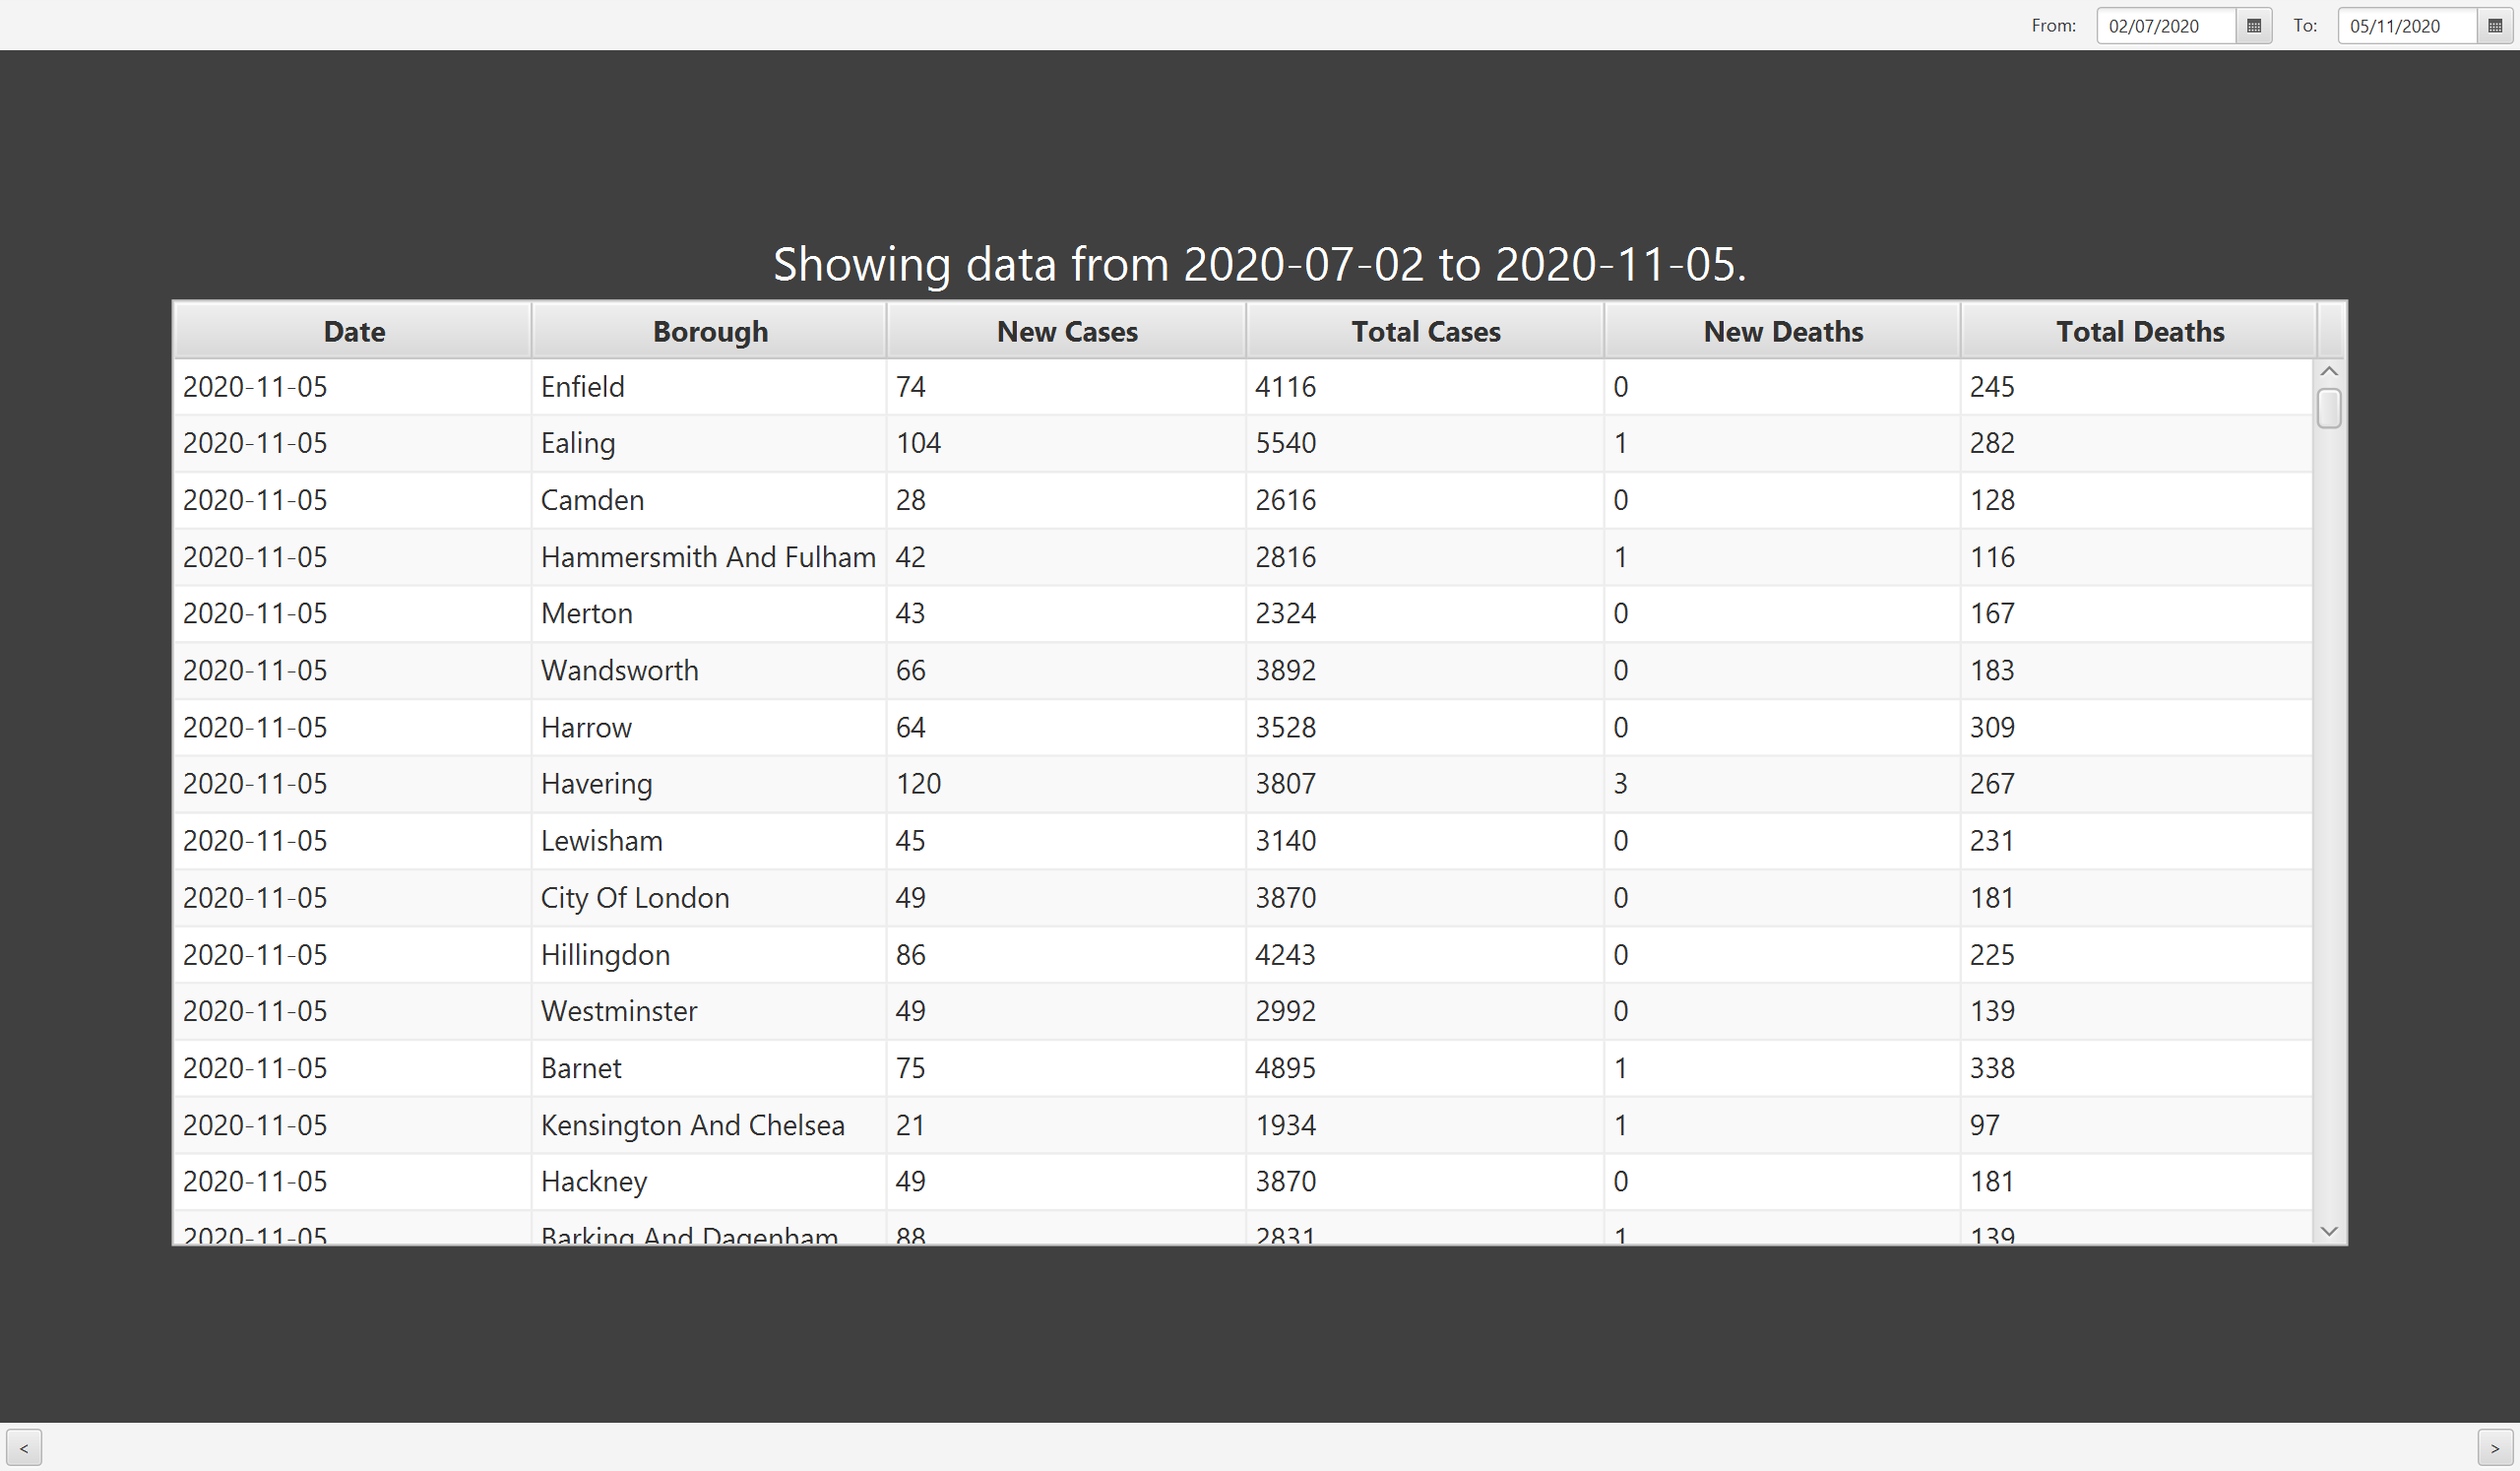 From: 02/07/2020 To: 05/11/2020
Showing data from 2020-07-02 to 2020-11-05.
Date Borough New Cases Total Cases New Deaths Total Deaths
2020-11-05 Enfield 74 4116 0 245
2020-11-05 Ealing 104 5540 1 282
2020-11-05 Camden 28 2616 0 128
2020-11-05 Hammersmith And Fulham 42 2816 1 116
2020-11-05 Merton 43 2324 0 167
2020-11-05 Wandsworth 66 3892 0 183
2020-11-05 Harrow 64 3528 0 309
2020-11-05 Havering 120 3807 3 267
2020-11-05 Lewisham 45 3140 0 231
2020-11-05 City Of London 49 3870 0 181
2020-11-05 Hillingdon 86 4243 0 225
2020-11-05 Westminster 49 2992 0 139
2020-11-05 Barnet 75 4895 1 338
2020-11-05 Kensington And Chelsea 21 1934 1 97
2020-11-05 Hackney 49 3870 0 181
2020-11-05 Barking And Dagenham 88 2831 1 139
< >